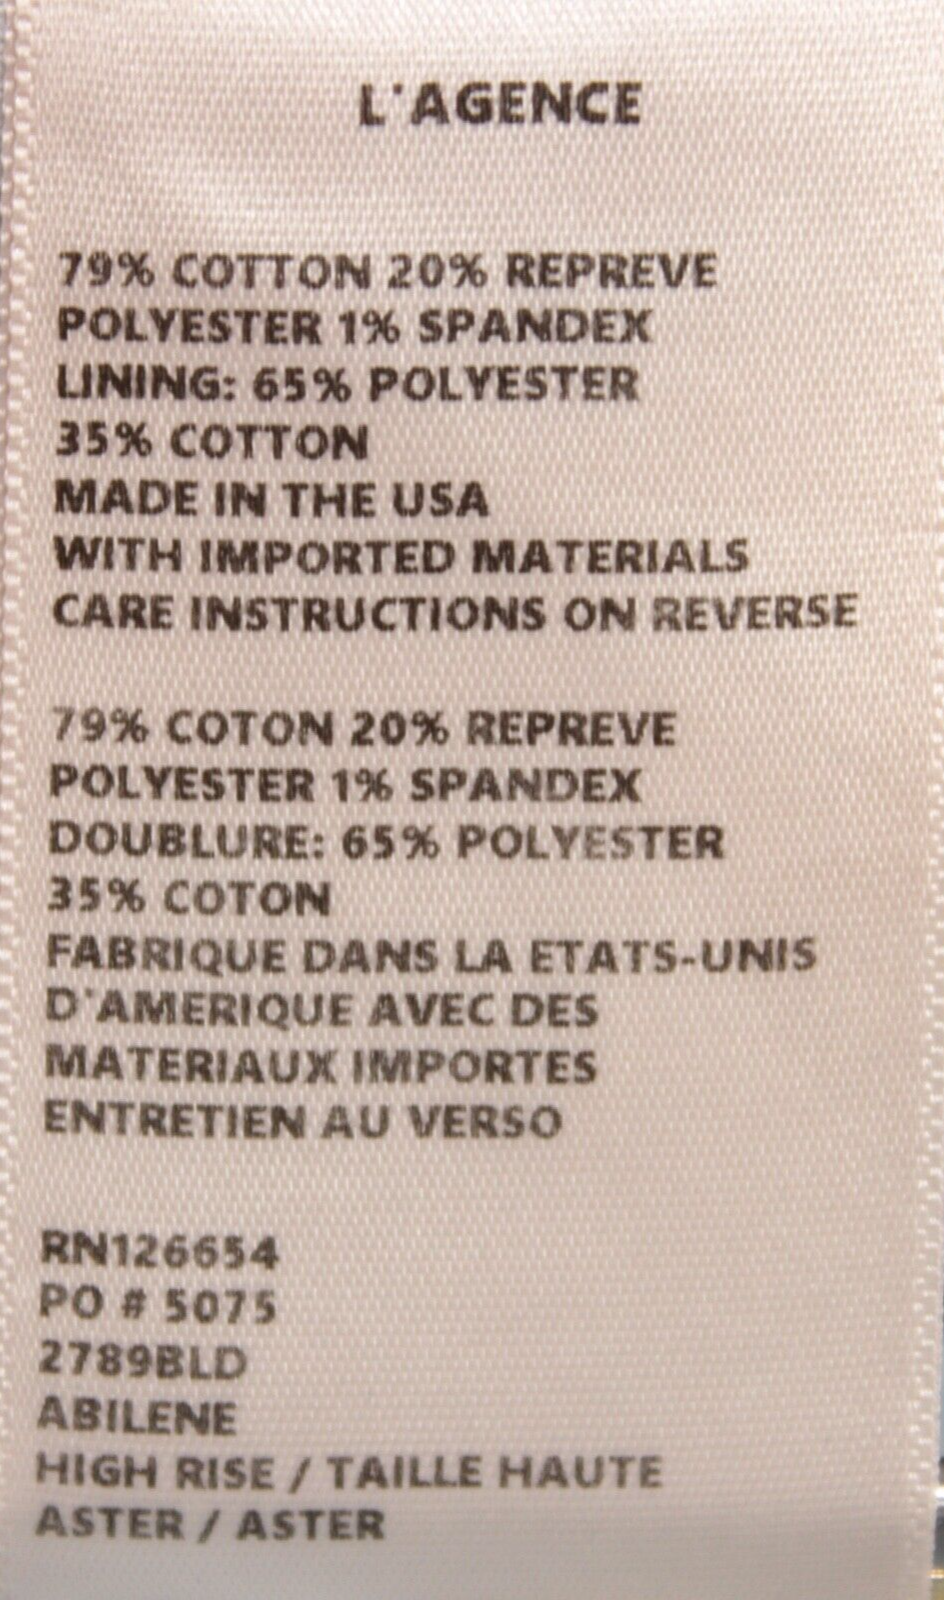 L'AGENCE
79% COTTON 20% REPREVE
POLYESTER 1% SPANDEX
LINING: 65% POLYESTER
35% COTTON
MADE IN THE USA
WITH IMPORTED MATERIALS
CARE INSTRUCTIONS ON REVERSE
79% COTON 20% REPREVE
POLYESTER 1% SPANDEX
DOUBLURE: 65% POLYESTER
35% COTON
FABRIQUE DANS LA ETATS-UNIS
D'AMERIQUE AVEC DES
MATERIAUX IMPORTES
ENTRETIEN AU VERSO
RN126654
PO # 5075
2789BLD
ABILENE
HIGH RISE / TAILLE HAUTE
ASTER / ASTER